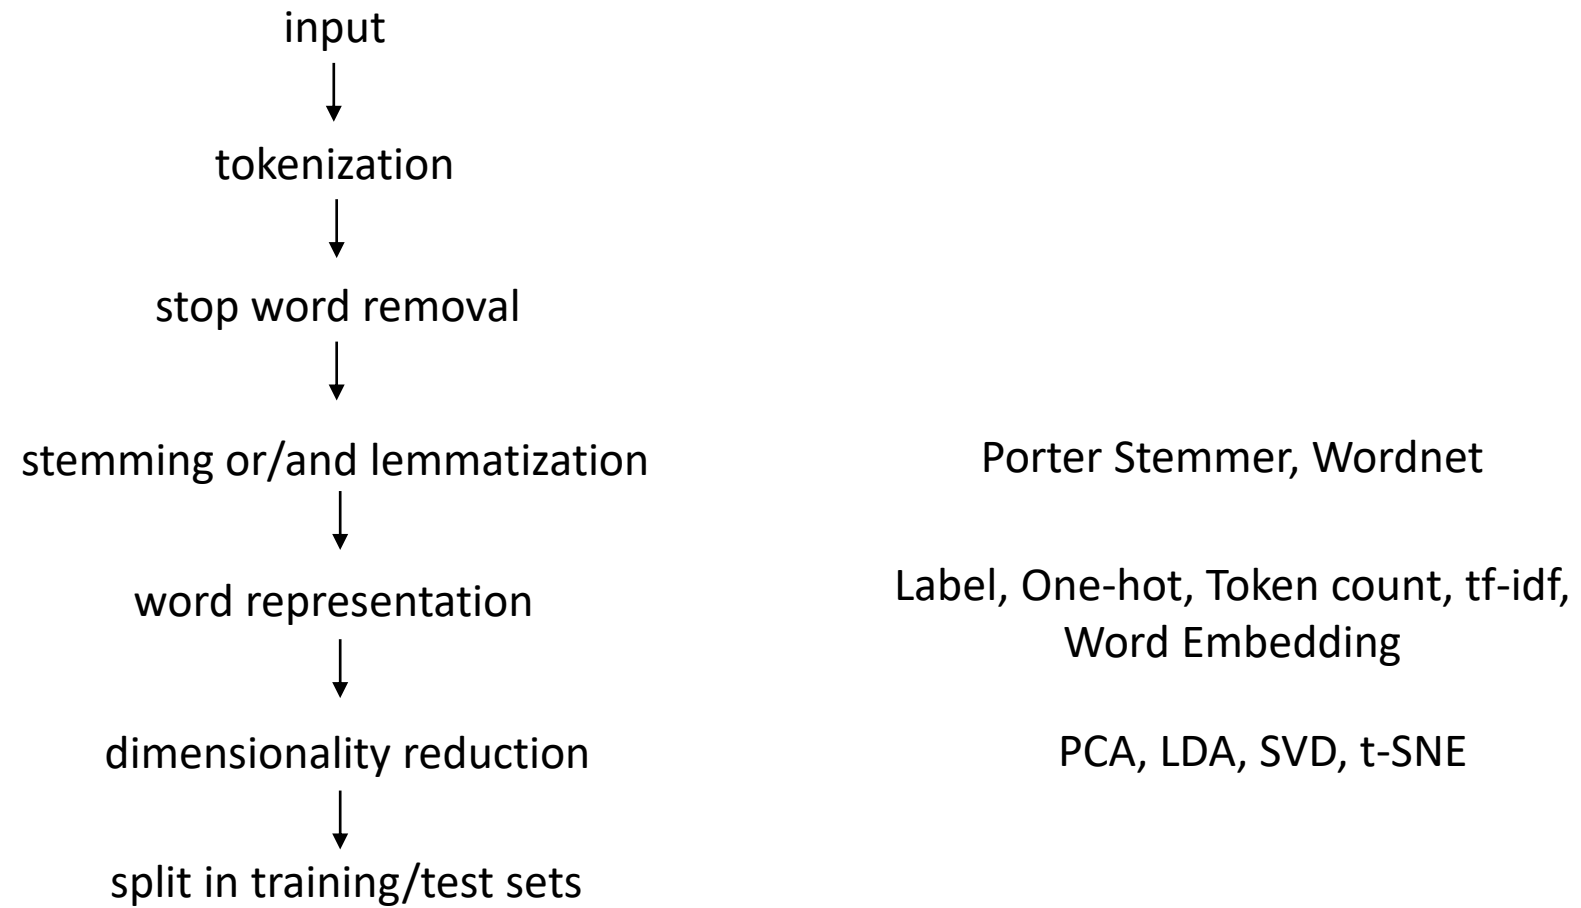 input
tokenization
stop word removal
stemming or/and lemmatization
Porter Stemmer, Wordnet
word representation
Label, One-hot, Token count, tf-idf,
Word Embedding
dimensionality reduction
PCA, LDA, SVD, t-SNE
split in training/test sets